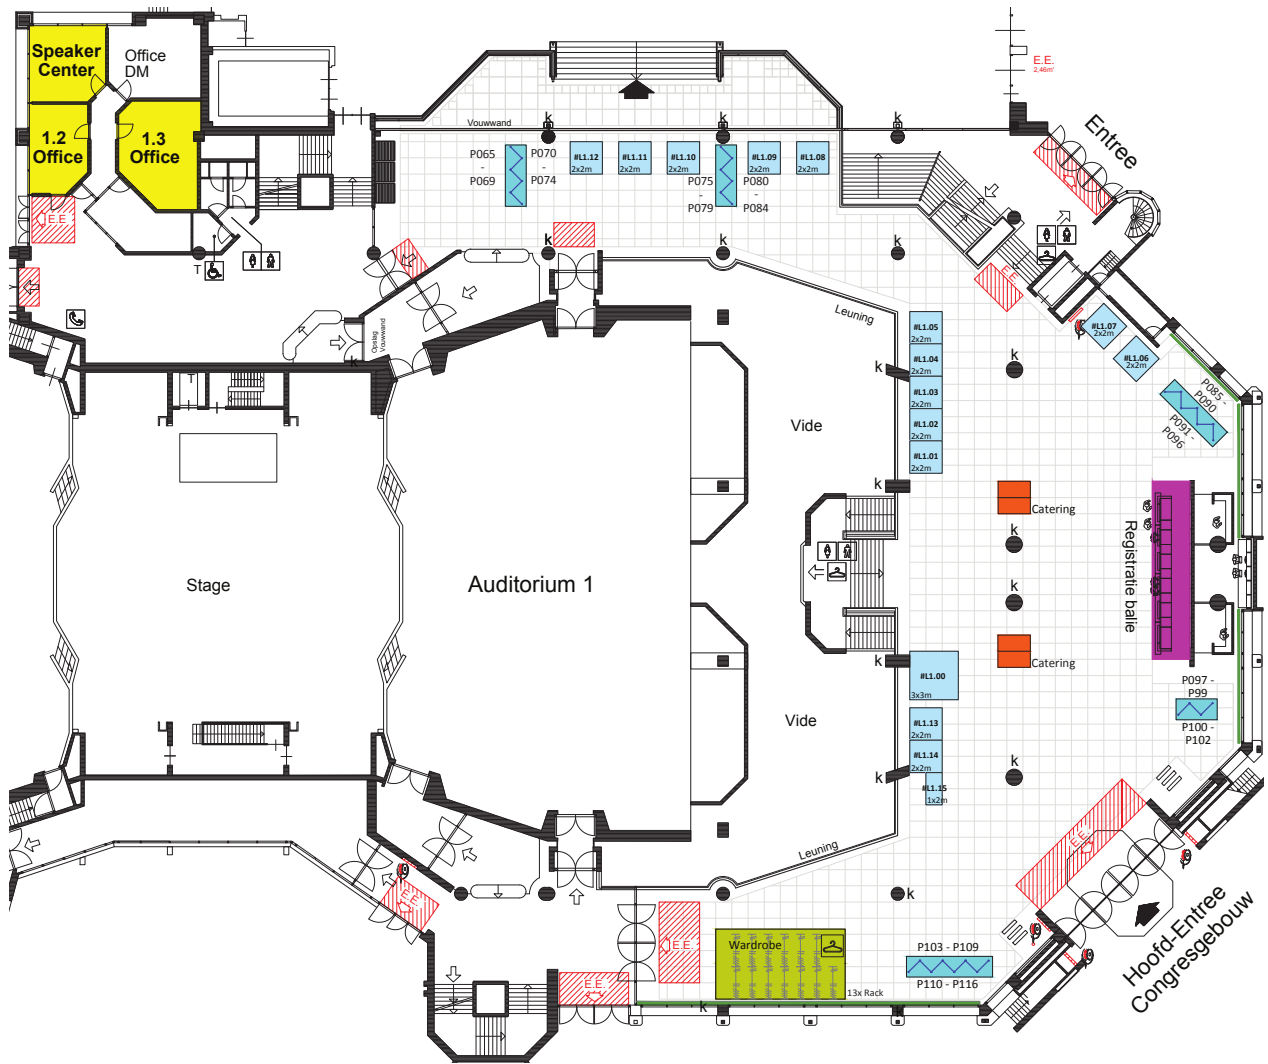 Speaker
Center
Office
DM
1.2
Office
1.3
Office
E.E.
E.E.
2,46m²
Entree
Vouwwand
k
k
k
P065
-
P069
P070
-
P074
#L1.12
2x2m
#L1.11
2x2m
#L1.10
2x2m
P075
-
P079
P080
-
P084
#L1.09
2x2m
#L1.08
2x2m
k
k
k
T
E.E.
Opslag
Vouwwand
k
T
Leuning
#L1.05
2x2m
#L1.04
2x2m
#L1.03
2x2m
#L1.02
2x2m
#L1.01
2x2m
#L1.07
2x2m
#L1.06
2x2m
k
k
k
P085 -
P090
P091 -
P096
Vide
Catering
k
k
Registratie balie
Stage
Auditorium 1
Catering
k
#L1.00
3x3m
P097 -
P99
P100 -
P102
Vide
#L1.13
2x2m
#L1.14
2x2m
#L1.15
1x2m
k
k
Leuning
E.E.
E.E.
k
Hoofd-Entree
Congresgebouw
E.E.
Wardrobe
13x Rack
P103 - P109
P110 - P116
E.E.
k
k